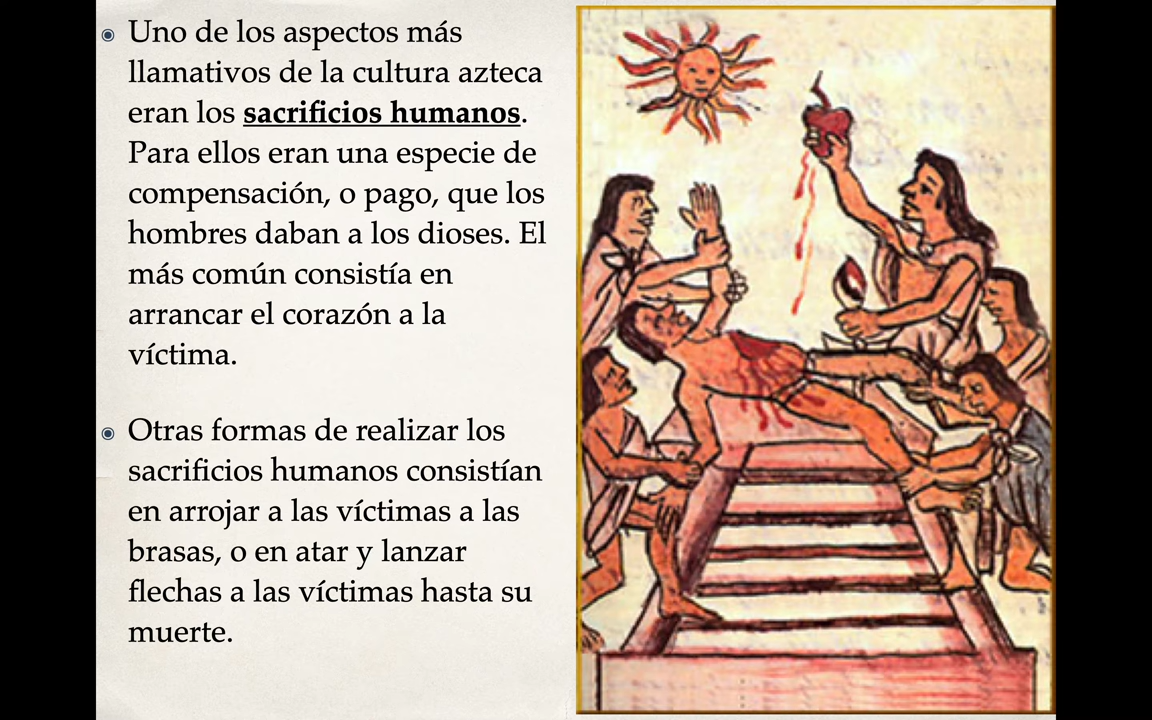 Uno de los aspectos más
llamativos de la cultura azteca
eran los sacrificios humanos.
Para ellos eran una especie de
compensación, o pago, que los
hombres daban a los dioses. El
más común consistía en
arrancar el corazón a la
víctima.
Otras formas de realizar los
sacrificios humanos consistían
en arrojar a las víctimas a las
brasas, o en atar y lanzar
flechas a las víctimas hasta su
muerte.